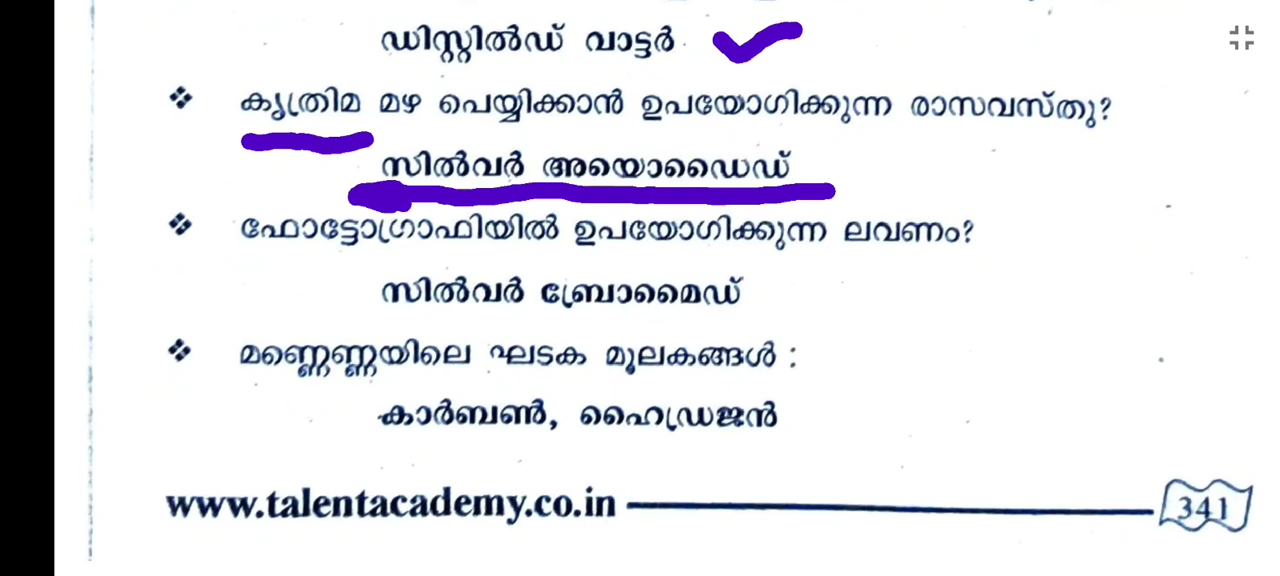 ഡിസ്റ്റിൽഡ് വാട്ടർ
❖ കൃത്രിമ മഴ പെയ്യിക്കാൻ ഉപയോഗിക്കുന്ന രാസവസ്തു?
സിൽവർ അയൊഡൈഡ്
❖ ഫോട്ടോഗ്രാഫിയിൽ ഉപയോഗിക്കുന്ന ലവണം?
സിൽവർ ബ്രോമൈഡ്
❖ മണ്ണെണ്ണയിലെ ഘടക മൂലകങ്ങൾ :
കാർബൺ, ഹൈഡ്രജൻ
www.talentacademy.co.in 341